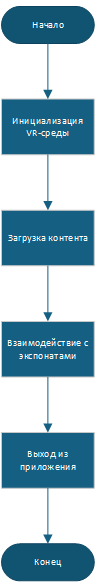 Начало
Инициализация
VR-среды
Загрузка контента
Взаимодействие с
экспонатами
Выход из
приложения
Конец